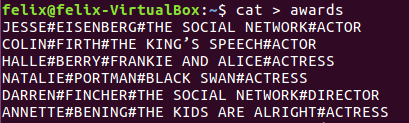 felix@felix-VirtualBox:~$ cat > awards
JESSE#EISENBERG#THE SOCIAL NETWORK#ACTOR
COLIN#FIRTH#THE KING’S SPEECH#ACTOR
HALLE#BERRY#FRANKIE AND ALICE#ACTRESS
NATALIE#PORTMAN#BLACK SWAN#ACTRESS
DARREN#FINCHER#THE SOCIAL NETWORK#DIRECTOR
ANNETTE#BENING#THE KIDS ARE ALRIGHT#ACTRESS